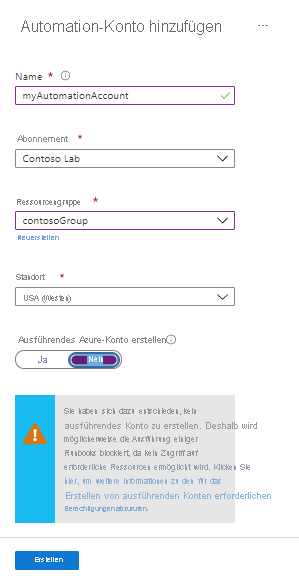 Automation-Konto hinzufügen ...
Name *
myAutomationAccount
Abonnement *
Contoso Lab
Ressourcengruppe *
contosoGroup
Neu erstellen
Standort *
USA (Westen)
Ausführendes Azure-Konto erstellen
Ja Nein
Sie haben sich dazu entschieden, kein
ausführendes Konto zu erstellen. Deshalb wird
möglicherweise die Ausführung einiger
Runbooks blockiert, da kein Zugriff auf
erforderliche Ressourcen ermöglicht wird. Klicken Sie
hier, um weitere Informationen zu den für das
Erstellen von ausführenden Konten erforderlichen
Berechtigungen abzurufen.
Erstellen